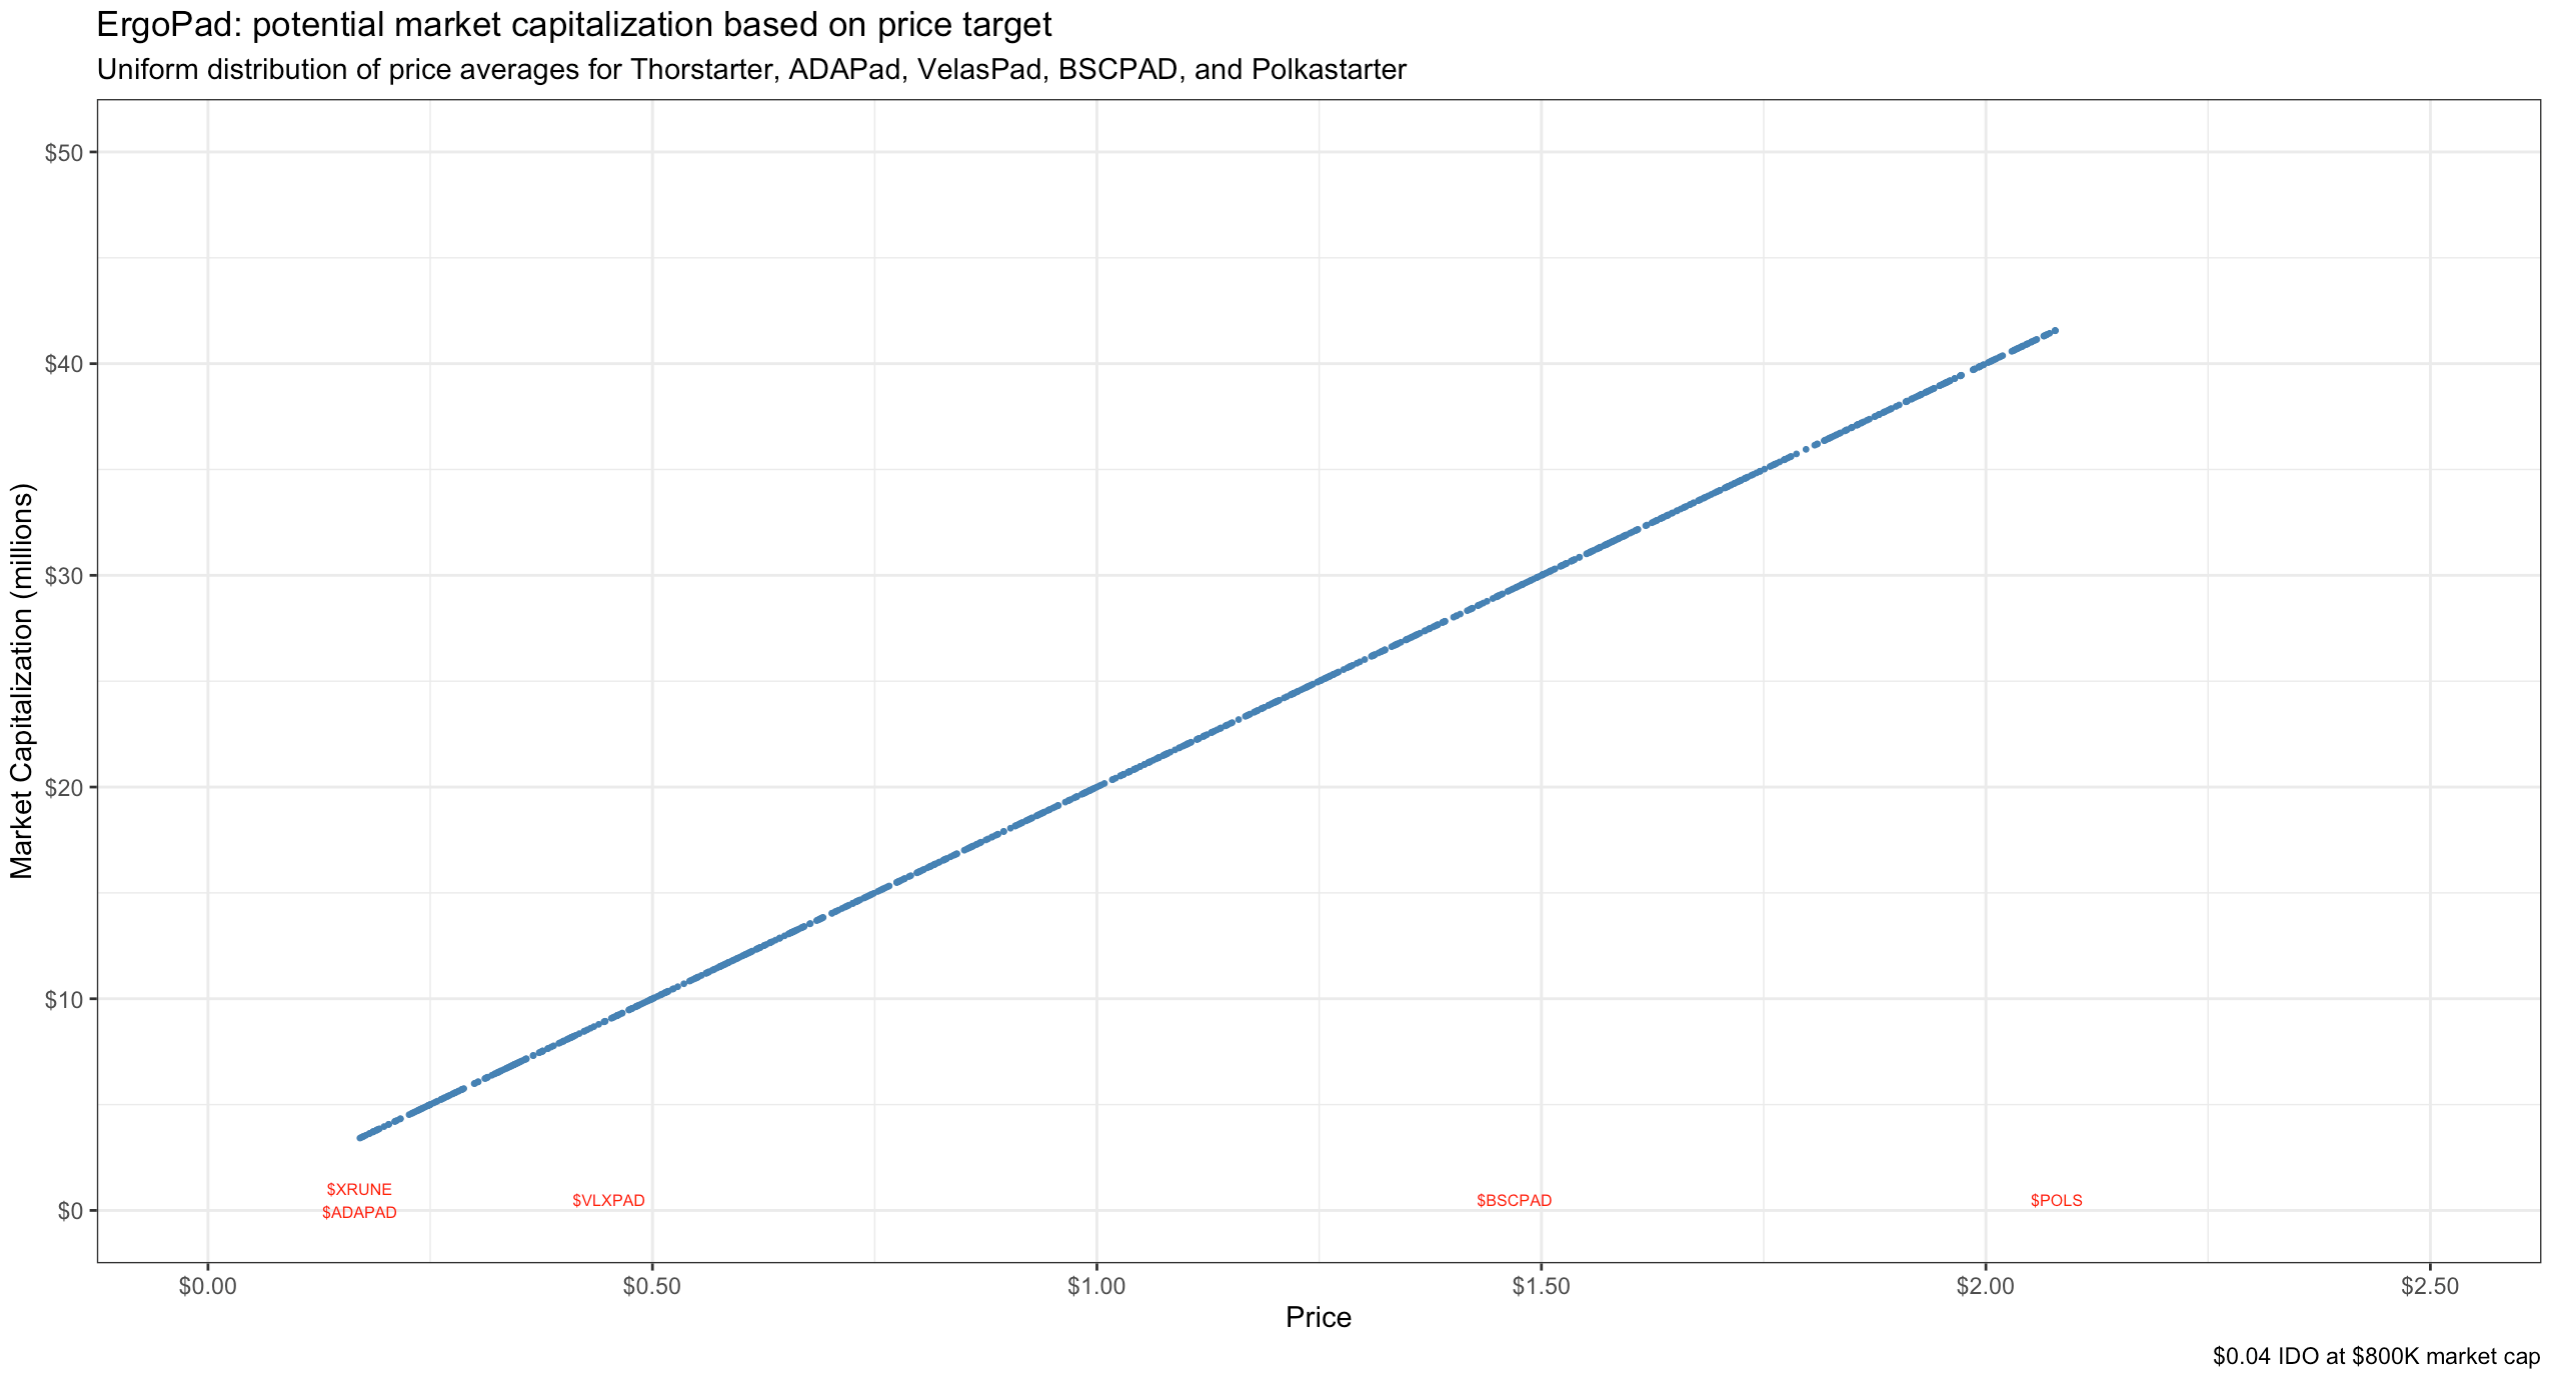 ErgoPad: potential market capitalization based on price target
Uniform distribution of price averages for Thorstarter, ADAPad, VelasPad, BSCPAD, and Polkastarter
Market Capitalization (millions)
$50
$40
$30
$20
$10
$0
$XRUNE
$ADAPAD
$VLXPAD
$BSCPAD
$POLS
$0.00
$0.50
$1.00
$1.50
$2.00
$2.50
Price
$0.04 IDO at $800K market cap